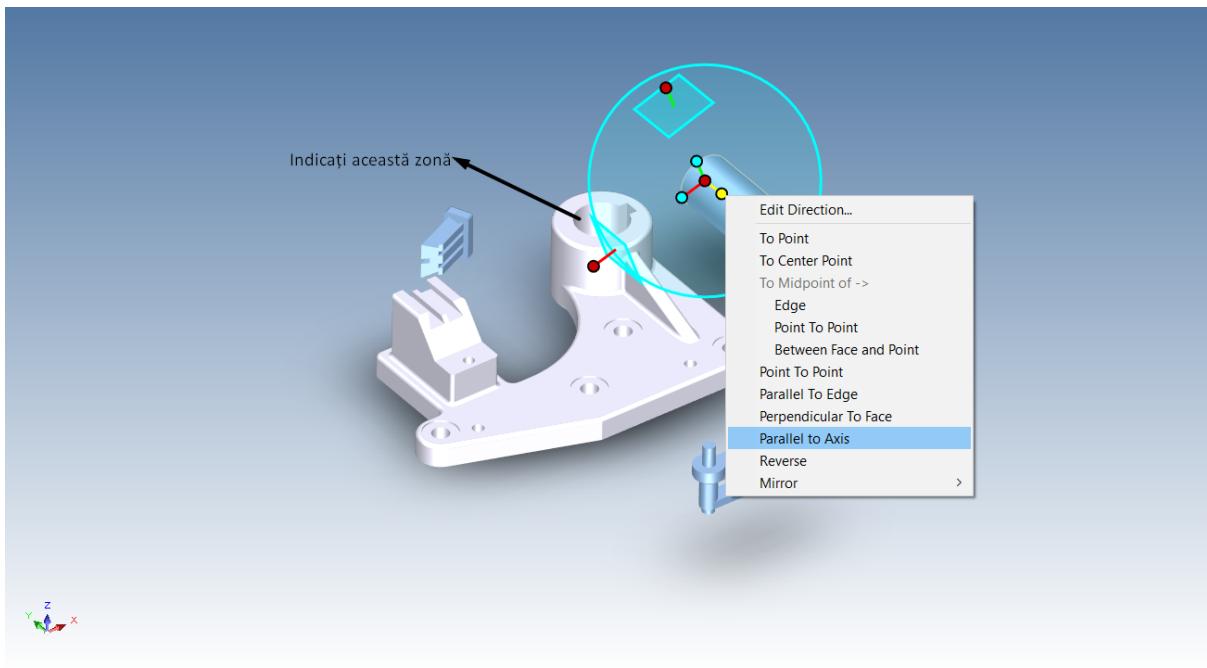 Indicați această zonă
Edit Direction...
To Point
To Center Point
To Midpoint of ->
Edge
Point To Point
Between Face and Point
Point To Point
Parallel To Edge
Perpendicular To Face
Parallel to Axis
Reverse
Mirror >
Z
Y
X